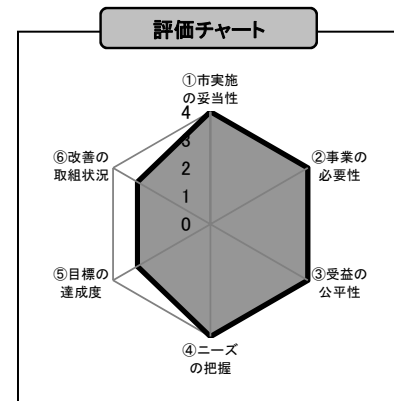 評価チャート
①市実施
の妥当性
4
3
2
1
0
②事業の
必要性
③受益の
公平性
④ニーズ
の把握
⑤目標の
達成度
⑥改善の
取組状況